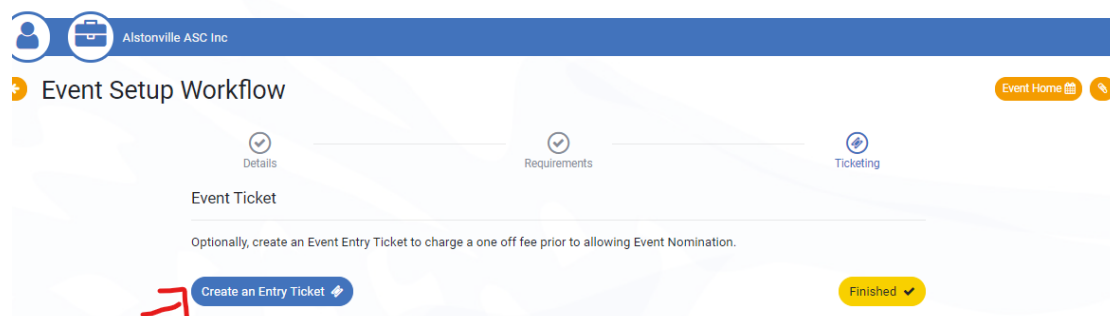 Alstonville ASC Inc
Event Setup Workflow
Event Home
Details
Requirements
Ticketing
Event Ticket
Optionally, create an Event Entry Ticket to charge a one off fee prior to allowing Event Nomination.
Create an Entry Ticket
Finished